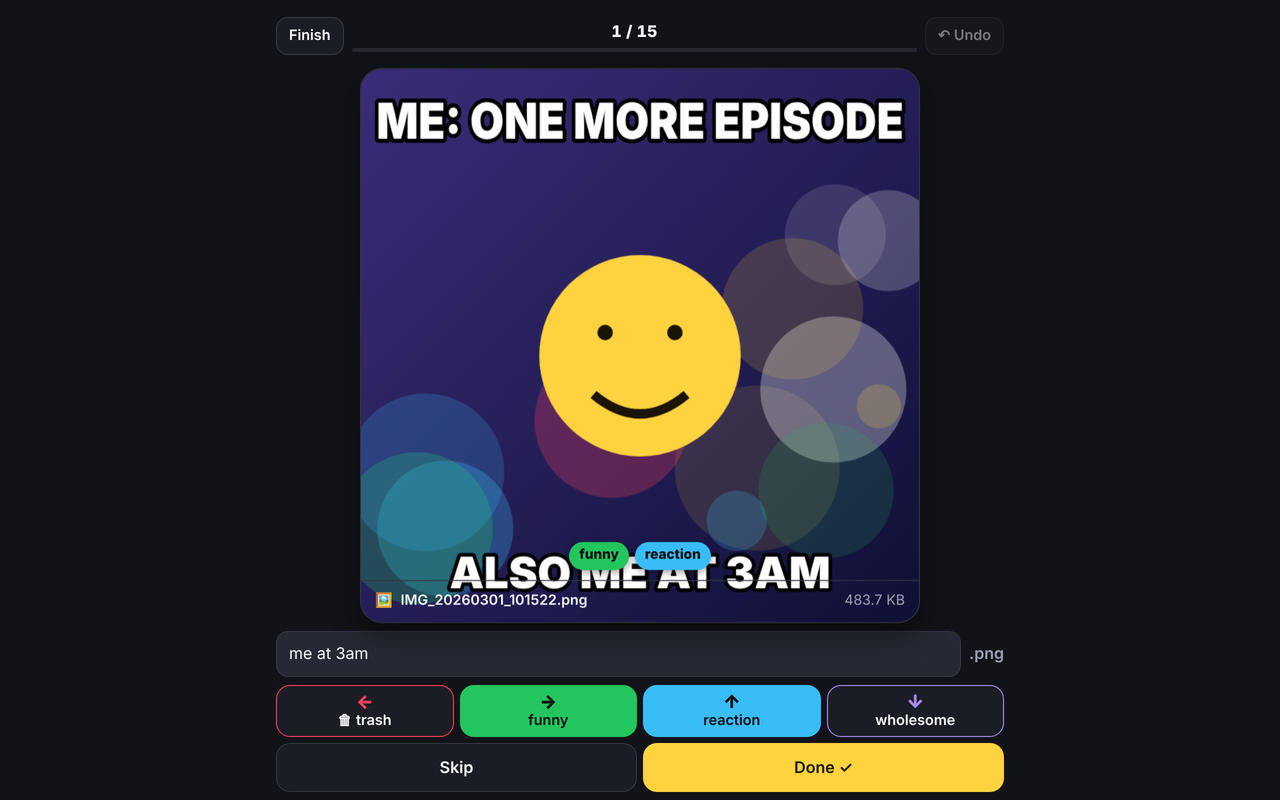 Finish
1 / 15
↶ Undo
ME: ONE MORE EPISODE
funny
reaction
ALSO ME AT 3AM
IMG_20260301_101522.png
483.7 KB
me at 3am
.png
←
trash
→
funny
↑
reaction
↓
wholesome
Skip
Done ✓